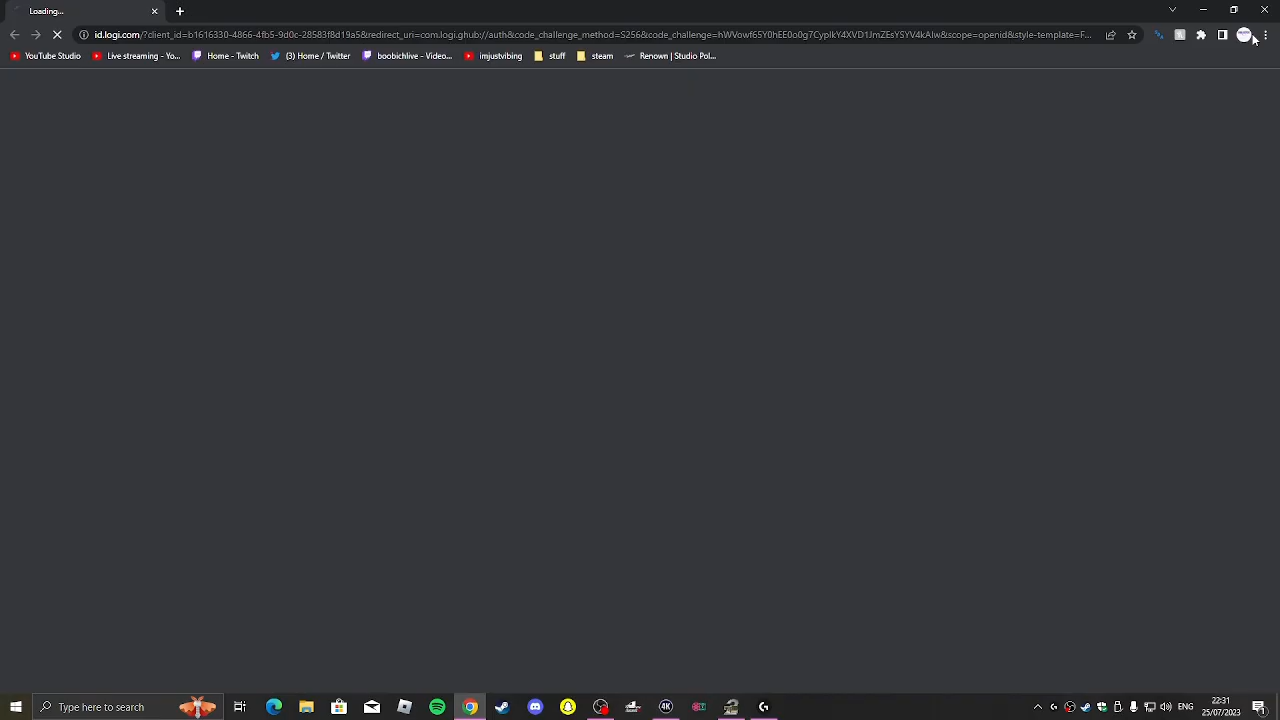 Loading...
id.logi.com/?client_id=b1616330-4866-4fb5-9d0c-28583f8d19a5&redirect_uri=com.logi.ghub://auth&code_challenge_method=S256&code_challenge=hWVowf65Y0hEE0o0g7CypIkY4XVD1JmZEsYSYV4kAlw&scope=openid&style-template=F...
YouTube Studio Live streaming - Yo... Home - Twitch (3) Home / Twitter boobichlive - Video... imjustvibing stuff steam Renown | Studio Pol...
Type here to search
ENG
22:31
25/07/2023